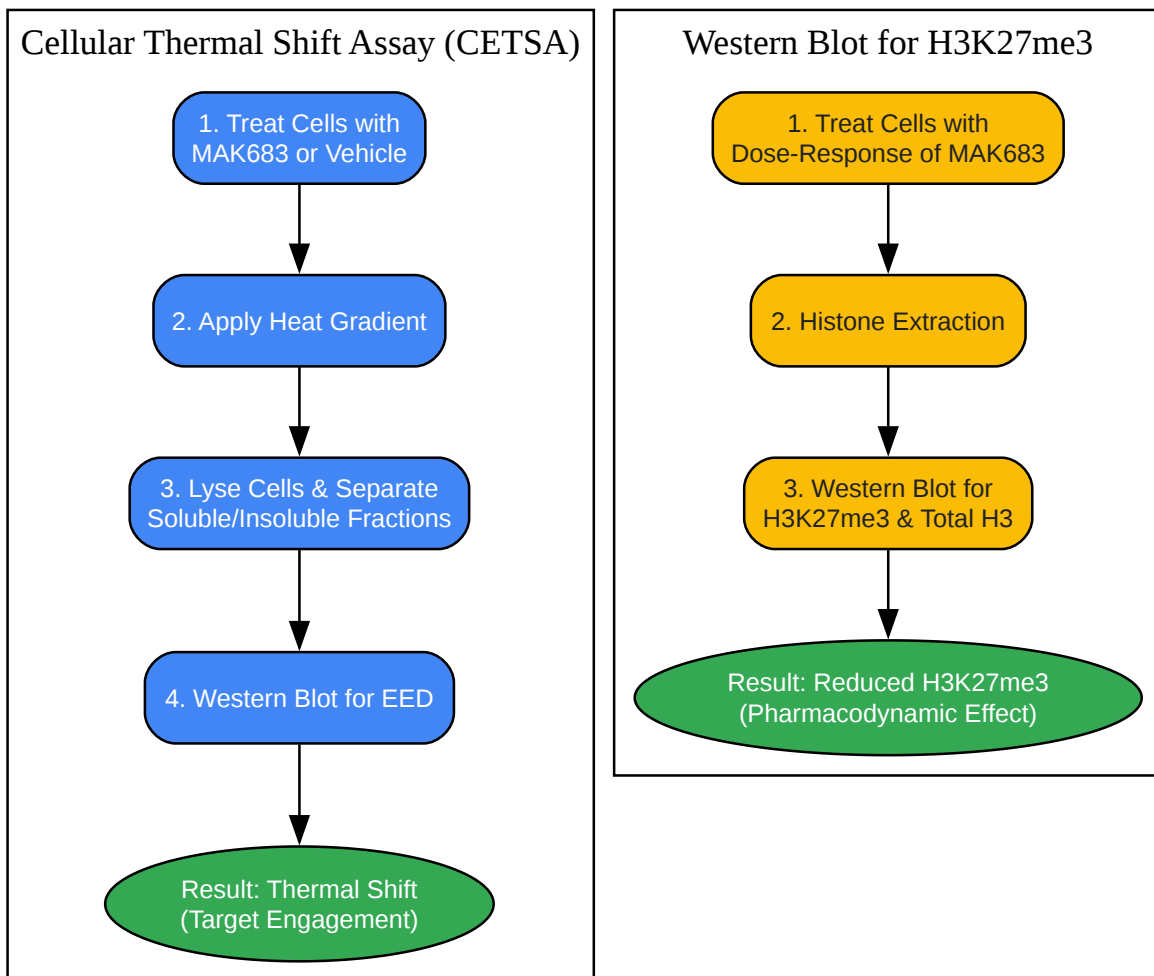 Cellular Thermal Shift Assay (CETSA)
1. Treat Cells with
MAK683 or Vehicle
2. Apply Heat Gradient
3. Lyse Cells & Separate
Soluble/Insoluble Fractions
4. Western Blot for EED
Result: Thermal Shift
(Target Engagement)
Western Blot for H3K27me3
1. Treat Cells with
Dose-Response of MAK683
2. Histone Extraction
3. Western Blot for
H3K27me3 & Total H3
Result: Reduced H3K27me3
(Pharmacodynamic Effect)